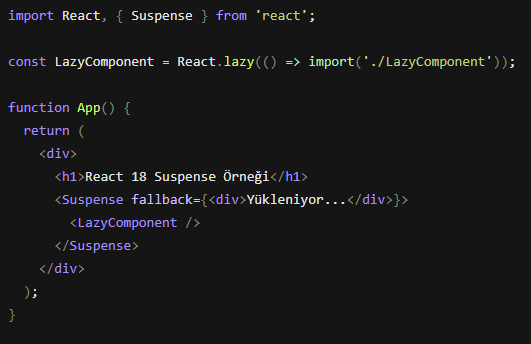 import React, { Suspense } from 'react';
const LazyComponent = React.lazy(() => import('./LazyComponent'));
function App() {
  return (
    <div>
      <h1>React 18 Suspense Örneği</h1>
      <Suspense fallback={<div>Yükleniyor...</div>}>
        <LazyComponent />
      </Suspense>
    </div>
  );
}